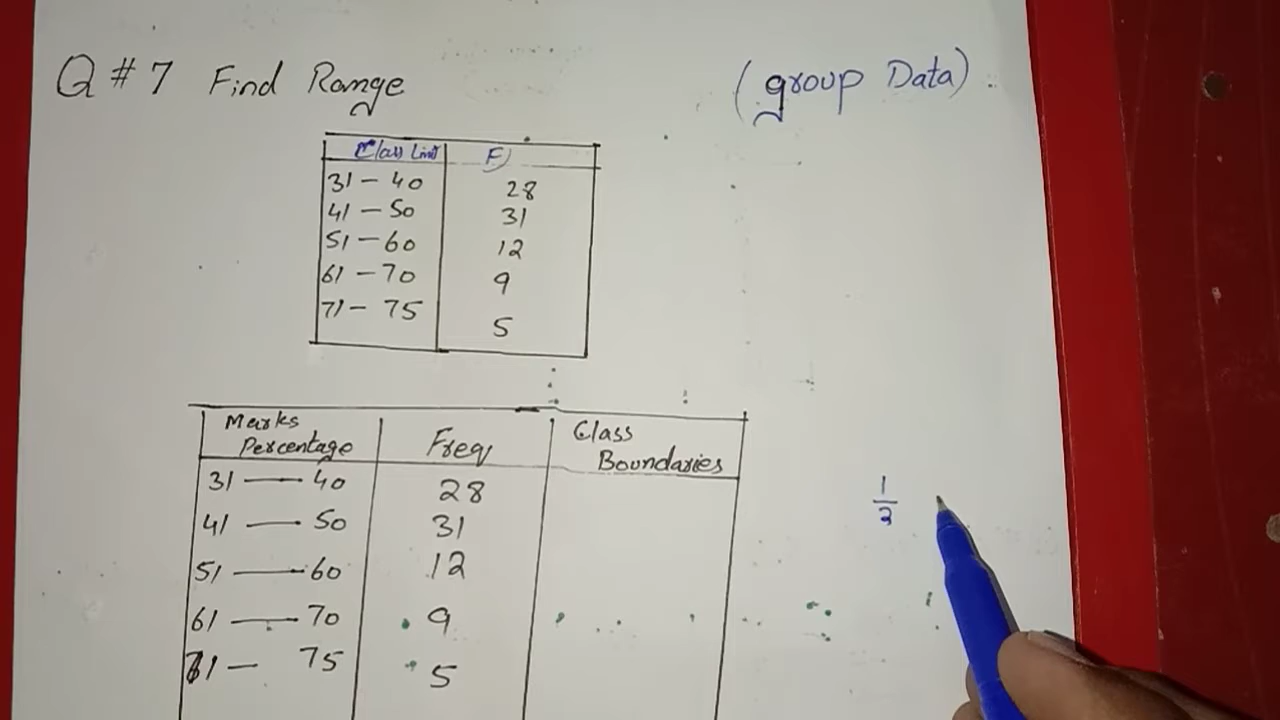 Q # 7 Find Range (group Data).
Class Limit F
31 - 40 28
41 - 50 31
51 - 60 12
61 - 70 9
71 - 75 5
Marks Percentage Freq Class Boundaries
31 — 40 28
41 — 50 31
51 — 60 12
61 — 70 9
71 — 75 5
1
2